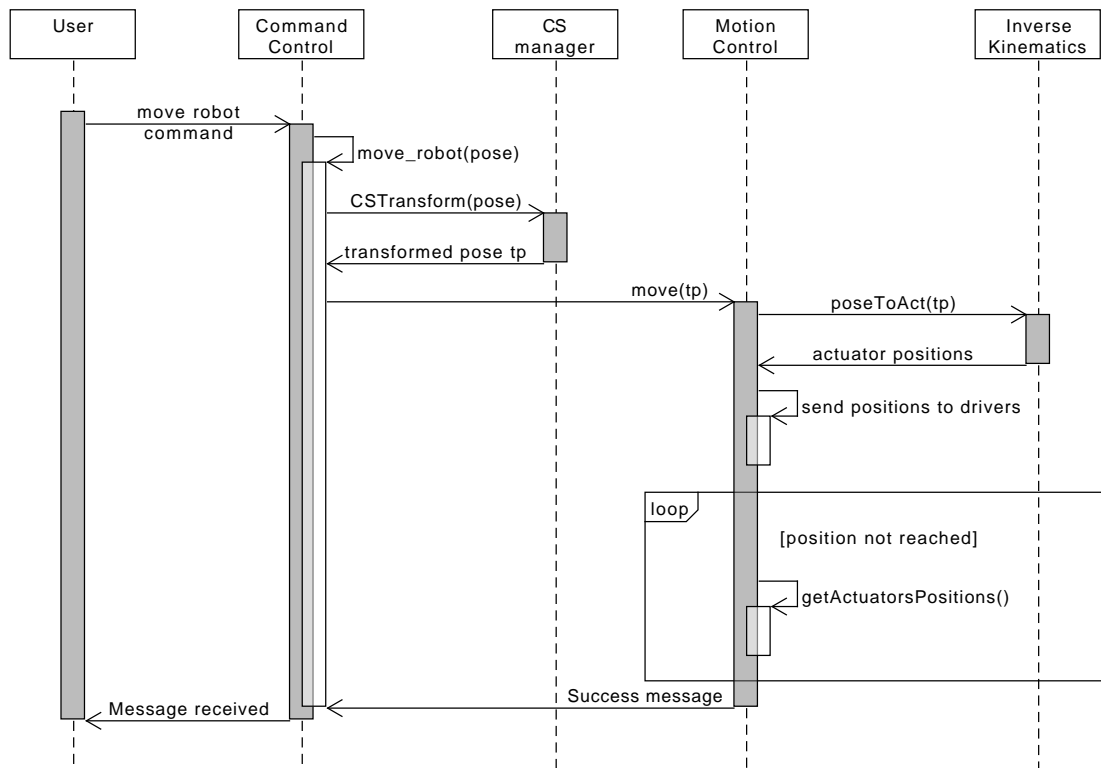 User
Command
Control
CS
manager
Motion
Control
Inverse
Kinematics
move robot
command
move_robot(pose)
CSTransform(pose)
transformed pose tp
move(tp)
poseToAct(tp)
actuator positions
send positions to drivers
loop
[position not reached]
getActuatorsPositions()
Success message
Message received